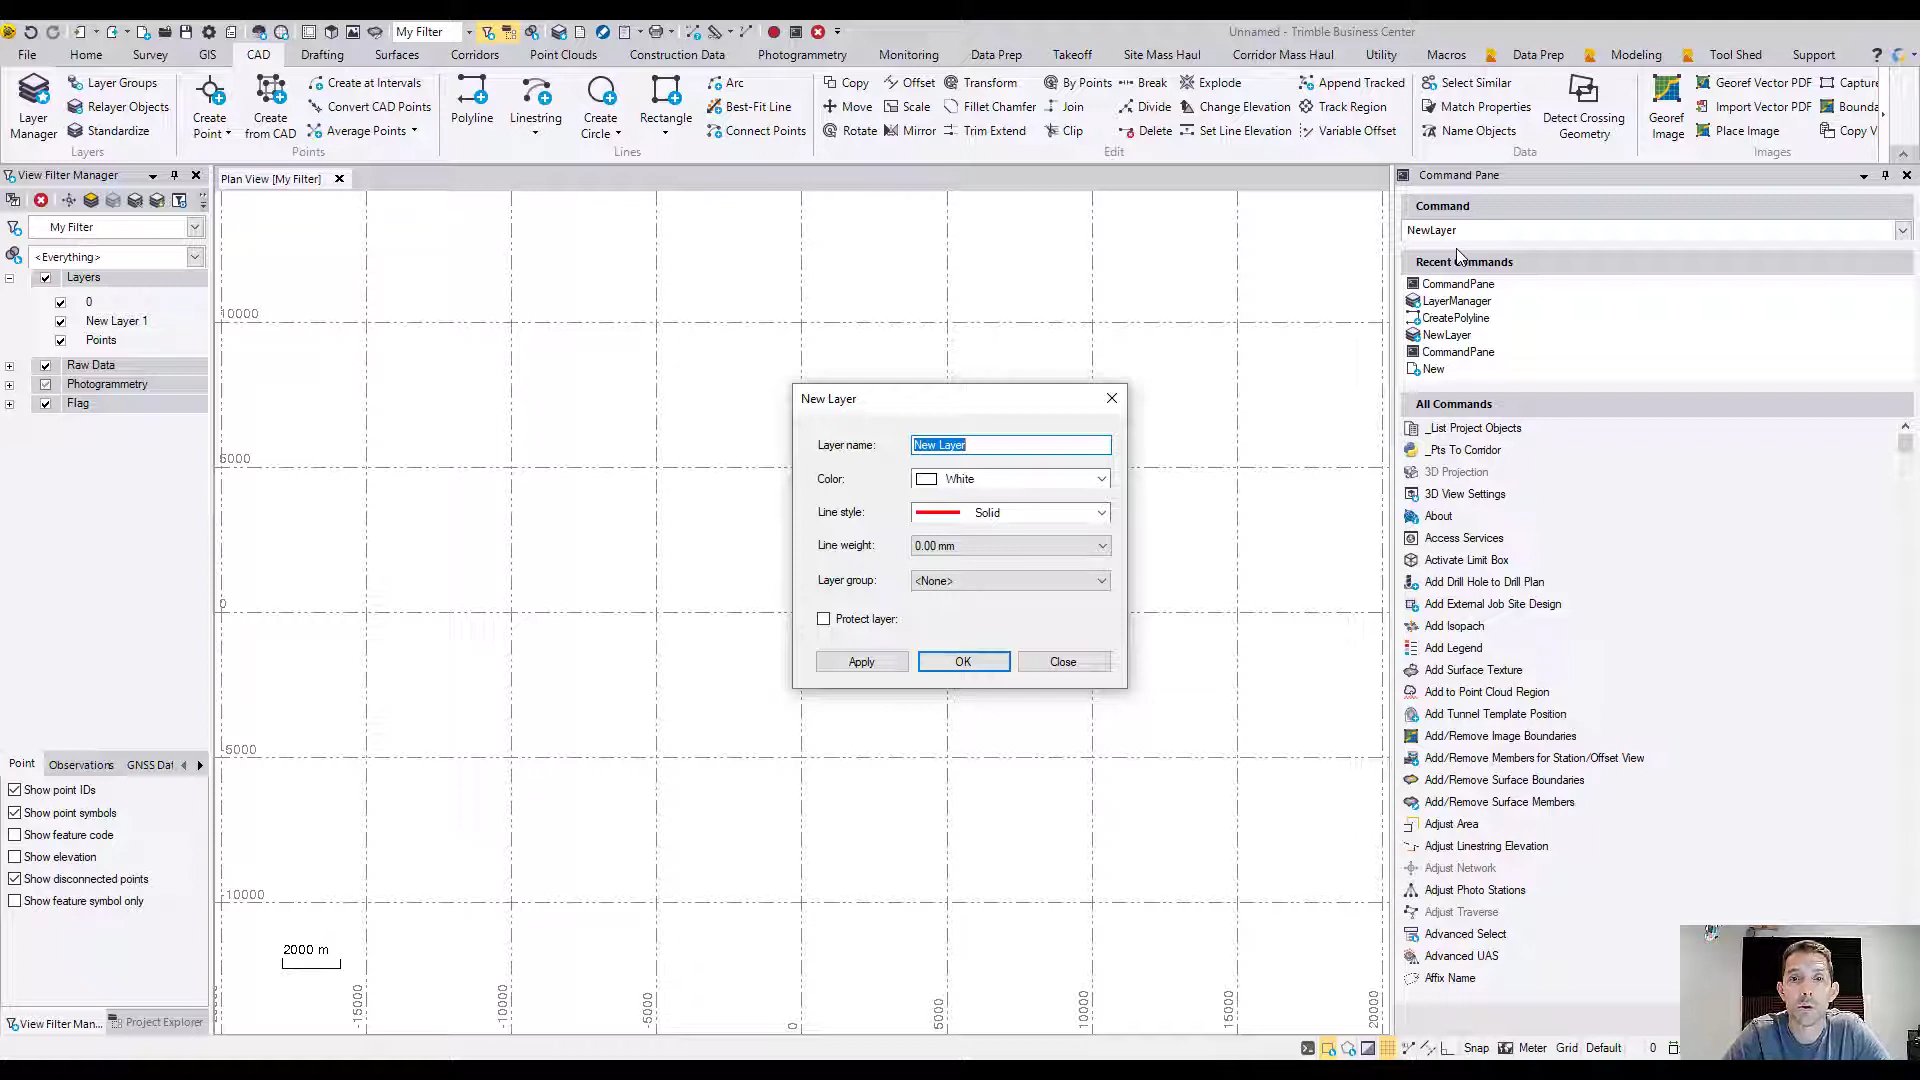 My Filter
Unnamed - Trimble Business Center
File Home Survey GIS CAD Drafting Surfaces Corridors Point Clouds Construction Data Photogrammetry Monitoring Data Prep Takeoff Site Mass Haul Corridor Mass Haul Utility Macros Data Prep Modeling Tool Shed Support
Layer Manager
Layer Groups
Relayer Objects
Standardize
Layers
Create Point
Create from CAD
Create at Intervals
Convert CAD Points
Average Points
Points
Polyline
Linestring
Create Circle
Rectangle
Arc
Best-Fit Line
Connect Points
Lines
Copy Offset Transform By Points Break Explode Append Tracked
Move Scale Fillet Chamfer Join Divide Change Elevation Track Region
Rotate Mirror Trim Extend Clip Delete Set Line Elevation Variable Offset
Edit
Select Similar
Match Properties
Name Objects
Detect Crossing Geometry
Data
Georef Image
Georef Vector PDF
Import Vector PDF
Place Image
Capture
Bounda
Copy V
Images
View Filter Manager
My Filter
<Everything>
Layers
0
New Layer 1
Points
Raw Data
Photogrammetry
Flag
Point Observations GNSS Dat
Show point IDs
Show point symbols
Show feature code
Show elevation
Show disconnected points
Show feature symbol only
View Filter Man...
Project Explorer
Plan View [My Filter]
10000
5000
0
-5000
-10000
2000 m
-15000
-10000
-5000
0
5000
10000
15000
20000
New Layer
Layer name: New Layer
Color: White
Line style: Solid
Line weight: 0.00 mm
Layer group: <None>
Protect layer:
Apply OK Close
Command Pane
Command
NewLayer
Recent Commands
CommandPane
LayerManager
CreatePolyline
NewLayer
CommandPane
New
All Commands
_List Project Objects
_Pts To Corridor
3D Projection
3D View Settings
About
Access Services
Activate Limit Box
Add Drill Hole to Drill Plan
Add External Job Site Design
Add Isopach
Add Legend
Add Surface Texture
Add to Point Cloud Region
Add Tunnel Template Position
Add/Remove Image Boundaries
Add/Remove Members for Station/Offset View
Add/Remove Surface Boundaries
Add/Remove Surface Members
Adjust Area
Adjust Linestring Elevation
Adjust Network
Adjust Photo Stations
Adjust Traverse
Advanced Select
Advanced UAS
Affix Name
Snap Meter Grid Default 0